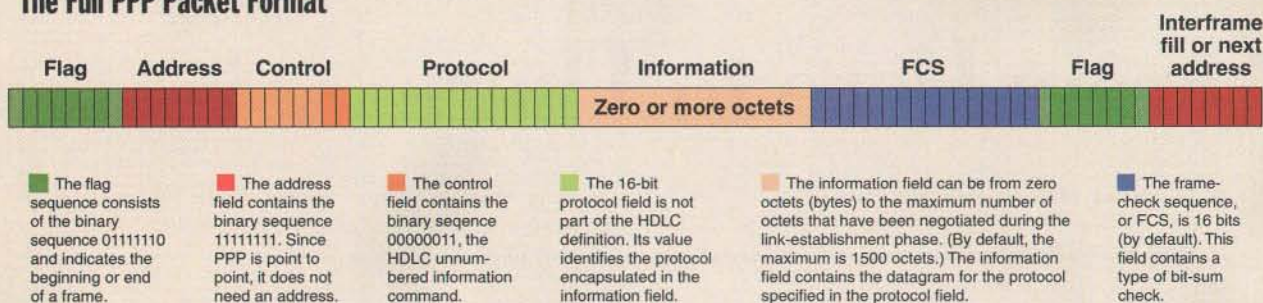 The Full PPP Packet Format
Interframe
fill or next
address
Flag Address Control Protocol Information FCS Flag
Zero or more octets
The flag
sequence consists
of the binary
sequence 01111110
and indicates the
beginning or end
of a frame.
The address
field contains the
binary sequence
11111111. Since
PPP is point to
point, it does not
need an address.
The control
field contains the
binary seqence
00000011, the
HDLC unnum-
bered information
command.
The 16-bit
protocol field is not
part of the HDLC
definition. Its value
identifies the protocol
encapsulated in the
information field.
The information field can be from zero
octets (bytes) to the maximum number of
octets that have been negotiated during the
link-establishment phase. (By default, the
maximum is 1500 octets.) The information
field contains the datagram for the protocol
specified in the protocol field.
The frame-
check sequence,
or FCS, is 16 bits
(by default). This
field contains a
type of bit-sum
check.